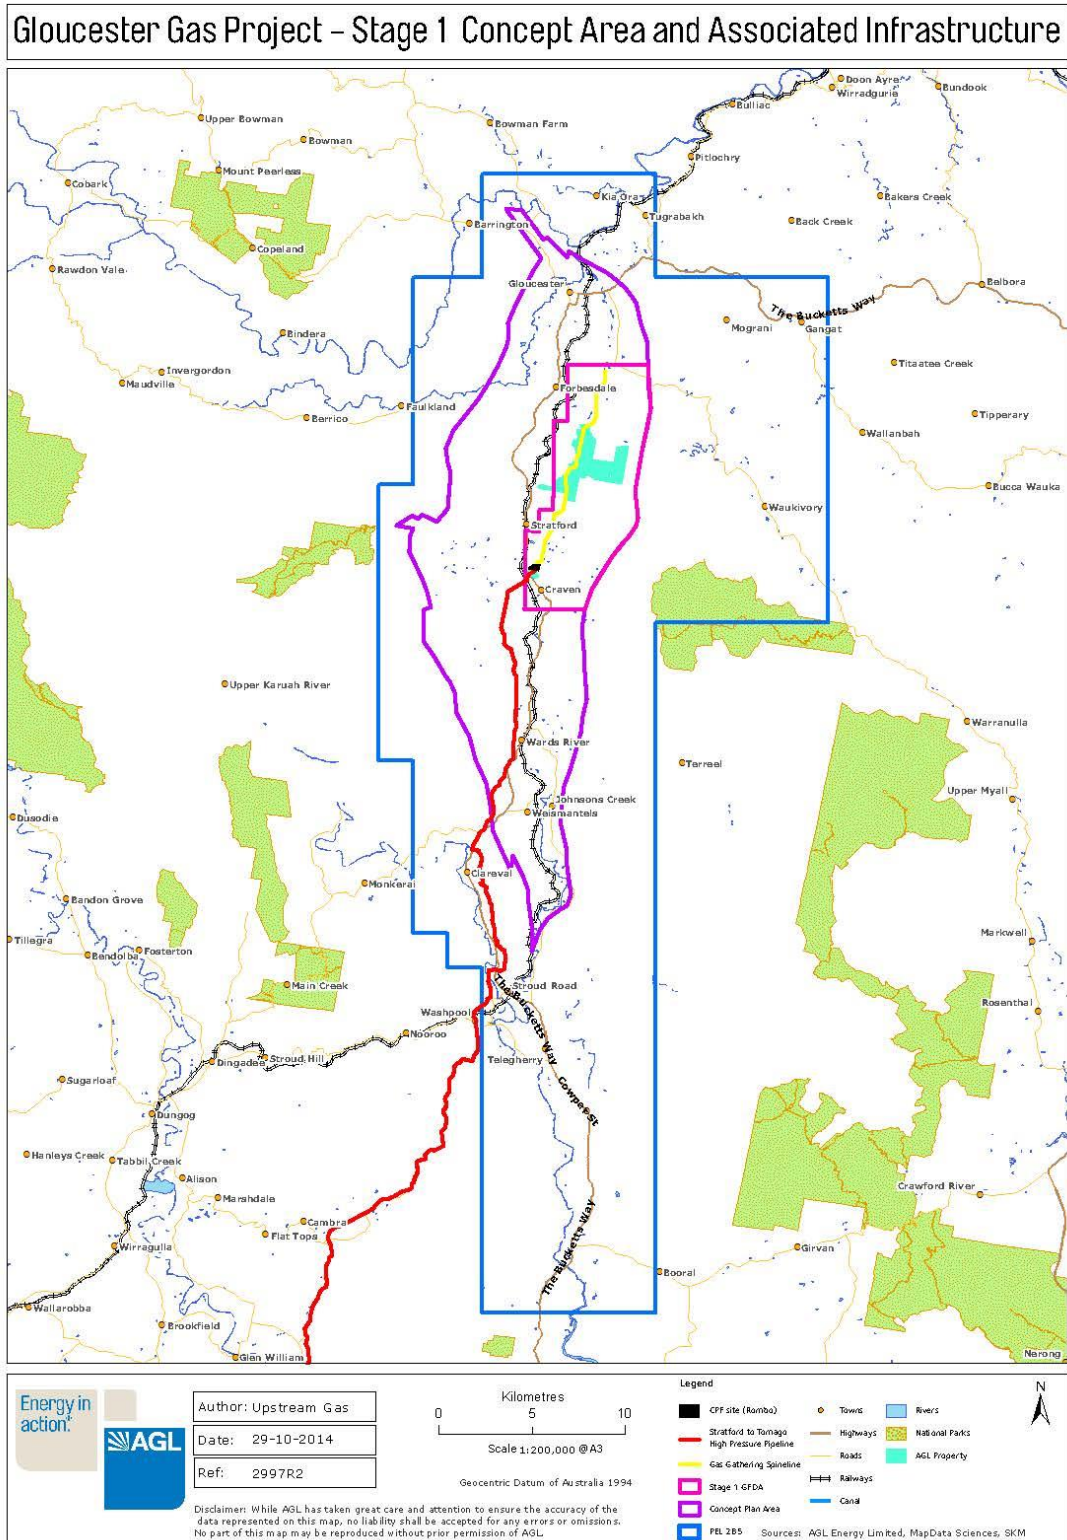 Gloucester Gas Project – Stage 1 Concept Area and Associated Infrastructure
Doon Ayre
Wirradgurie
Bundook
Bulliac
Upper Bowman
Bowman Farm
Bowman
Pitlochry
Mount Peerless
Cobark
Kia Ora
Bakers Creek
Tugrabakh
Back Creek
Barrington
Copeland
Rawdon Vale
Gloucester
Belbora
The Bucketts Way
Mograni
Gangat
Bindera
Titaatee Creek
Invergordon
Maudville
Forbesdale
Faulkland
Berrico
Tipperary
Wallanbah
Bucca Wauka
Waukivory
Stratford
Craven
Upper Karuah River
Warranulla
Wards River
Terreel
Upper Myall
Johnsons Creek
Weismantels
Dusodie
Clareval
Monkerai
Bandon Grove
Markwell
Tillegra
Fosterton
Bendolba
Main Creek
Stroud Road
The Bucketts Way
Rosenthal
Washpool
Nooroo
Telegherry
Dingadee
Stroud Hill
Sugarloaf
Cowper St
Dungog
Hanleys Creek
Tabbil Creek
Alison
Crawford River
Marshdale
Cambra
Flat Tops
The Bucketts Way
Wirragulla
Girvan
Booral
Wallarobba
Brookfield
Glen William
Nerong
Energy in
action.®
AGL
Author: Upstream Gas
Date: 29-10-2014
Ref: 2997R2
Disclaimer: While AGL has taken great care and attention to ensure the accuracy of the
data represented on this map, no liability shall be accepted for any errors or omissions.
No part of this map may be reproduced without prior permission of AGL.
Kilometres
0 5 10
Scale 1:200,000 @A3
Geocentric Datum of Australia 1994
Legend
CPF site (Rombo)
Stratford to Tomago
High Pressure Pipeline
Gas Gathering Spineline
Stage 1 GFDA
Concept Plan Area
PEL 285
Towns
Highways
Roads
Railways
Canal
Rivers
National Parks
AGL Property
N
Sources: AGL Energy Limited, MapData Sciences, SKM